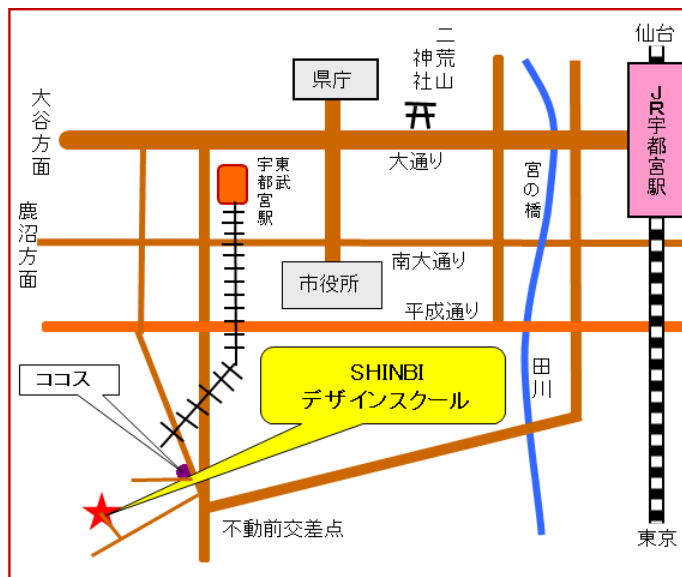 仙台
二荒山
神社
県庁
JR宇都宮駅
大谷方面
大通り
東武
宇都宮駅
宮の橋
鹿沼方面
南大通り
市役所
平成通り
ココス
SHINBI
デザインスクール
田川
不動前交差点
東京